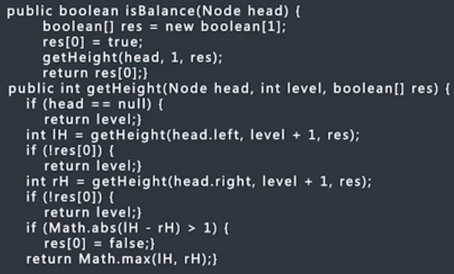 public boolean isBalance(Node head) {
boolean[] res = new boolean[1];
res[0] = true;
getHeight(head, 1, res);
return res[0];}
public int getHeight(Node head, int level, boolean[] res) {
if (head == null) {
return level;}
int lH = getHeight(head.left, level + 1, res);
if (!res[0]) {
return level;}
int rH = getHeight(head.right, level + 1, res);
if (!res[0]) {
return level;}
if (Math.abs(lH - rH) > 1) {
res[0] = false;}
return Math.max(lH, rH);}